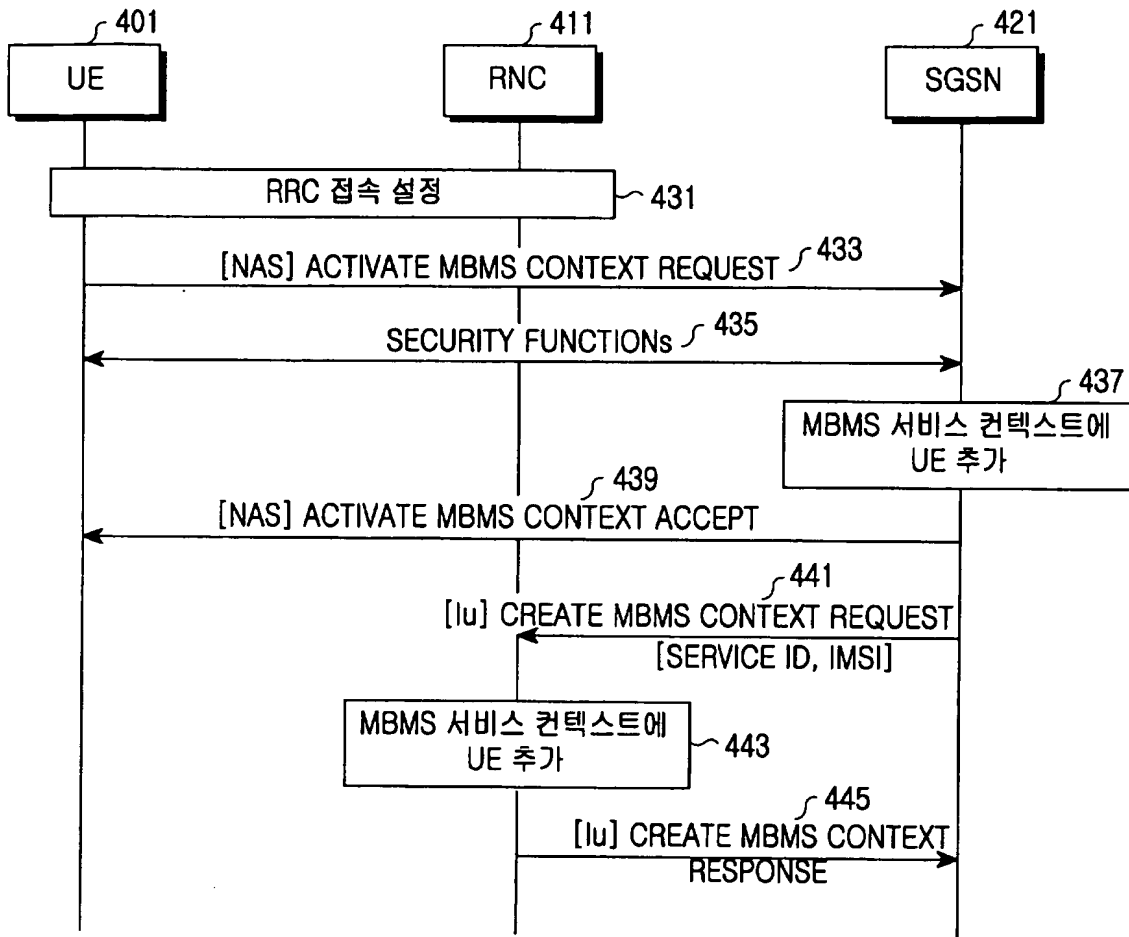 401
411
421
UE
RNC
SGSN
RRC 접속 설정
431
[NAS] ACTIVATE MBMS CONTEXT REQUEST
433
SECURITY FUNCTIONs
435
437
MBMS 서비스 컨텍스트에
UE 추가
439
[NAS] ACTIVATE MBMS CONTEXT ACCEPT
441
[Iu] CREATE MBMS CONTEXT REQUEST
[SERVICE ID, IMSI]
MBMS 서비스 컨텍스트에
UE 추가
443
445
[Iu] CREATE MBMS CONTEXT
RESPONSE